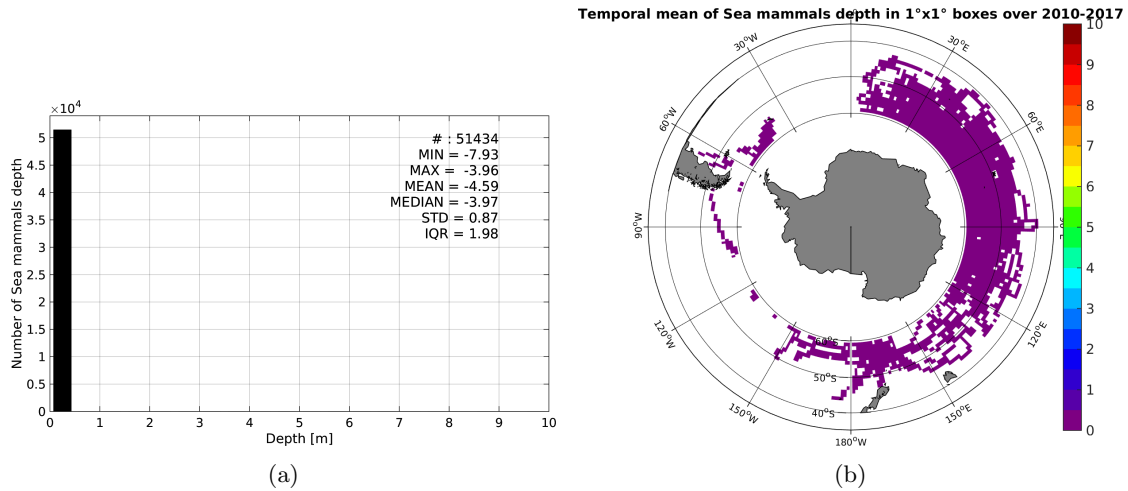 Temporal mean of Sea mammals depth in 1°x1° boxes over 2010-2017
×10⁴
5
4.5
4
3.5
3
2.5
2
1.5
1
0.5
0
Number of Sea mammals depth
# : 51434
MIN = -7.93
MAX = -3.96
MEAN = -4.59
MEDIAN = -3.97
STD = 0.87
IQR = 1.98
0 1 2 3 4 5 6 7 8 9 10
Depth [m]
(a)
30°W
30°E
60°W
60°E
90°W
120°W
120°E
150°W
150°E
180°W
60°S
50°S
40°S
10
9
8
7
6
5
4
3
2
1
0
(b)